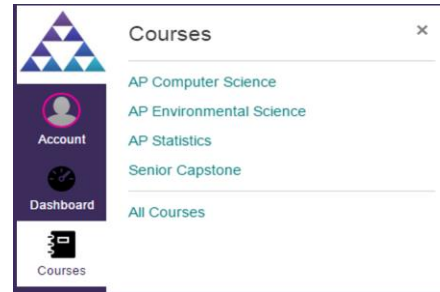 Courses ×
AP Computer Science
AP Environmental Science
Account
AP Statistics
Senior Capstone
Dashboard
All Courses
Courses